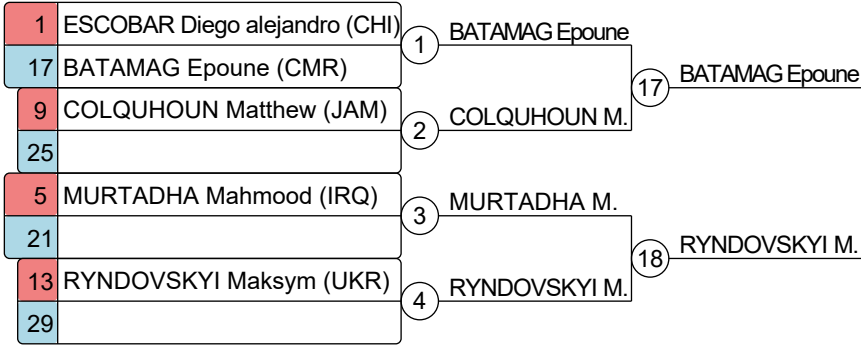 1 ESCOBAR Diego alejandro (CHI)
17 BATAMAG Epoune (CMR)
1 BATAMAG Epoune
9 COLQUHOUN Matthew (JAM)
25
2 COLQUHOUN M.
17 BATAMAG Epoune
5 MURTADHA Mahmood (IRQ)
21
3 MURTADHA M.
13 RYNDOVSKYI Maksym (UKR)
29
4 RYNDOVSKYI M.
18 RYNDOVSKYI M.